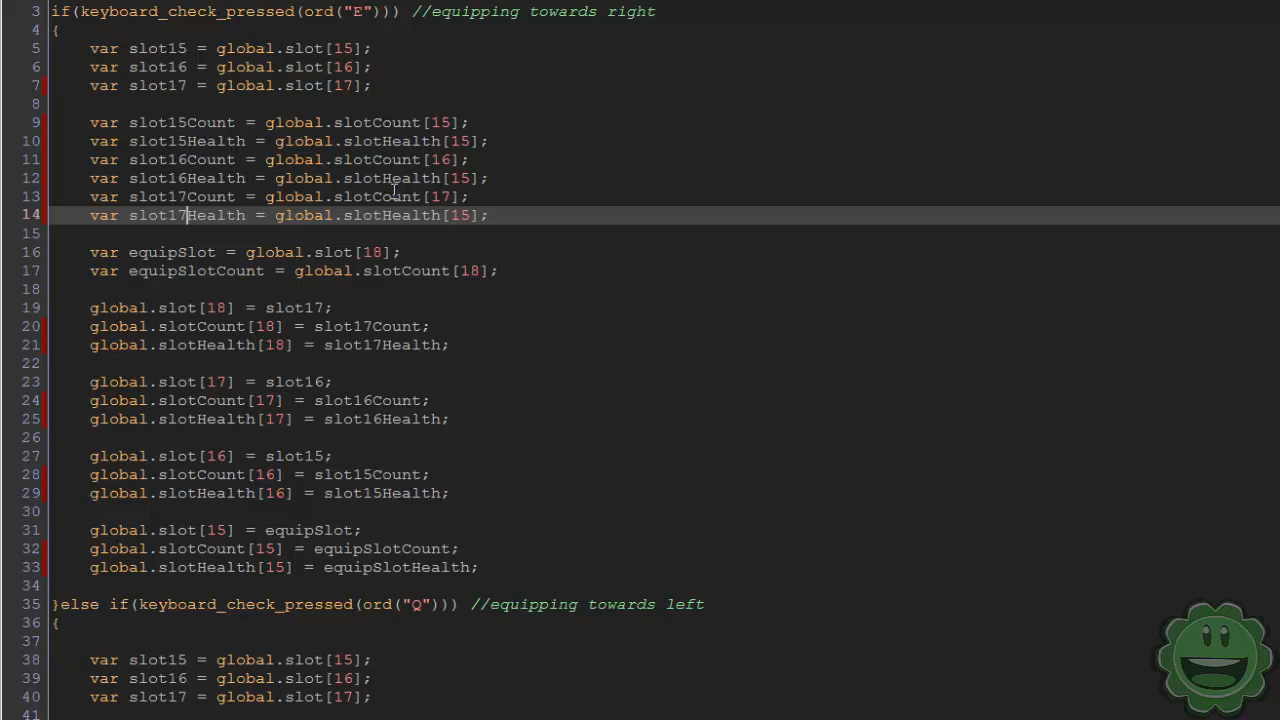 3 if(keyboard_check_pressed(ord("E"))) //equipping towards right
4 {
5 var slot15 = global.slot[15];
6 var slot16 = global.slot[16];
7 var slot17 = global.slot[17];
8
9 var slot15Count = global.slotCount[15];
10 var slot15Health = global.slotHealth[15];
11 var slot16Count = global.slotCount[16];
12 var slot16Health = global.slotHealth[15];
13 var slot17Count = global.slotCount[17];
14 var slot17Health = global.slotHealth[15];
15
16 var equipSlot = global.slot[18];
17 var equipSlotCount = global.slotCount[18];
18
19 global.slot[18] = slot17;
20 global.slotCount[18] = slot17Count;
21 global.slotHealth[18] = slot17Health;
22
23 global.slot[17] = slot16;
24 global.slotCount[17] = slot16Count;
25 global.slotHealth[17] = slot16Health;
26
27 global.slot[16] = slot15;
28 global.slotCount[16] = slot15Count;
29 global.slotHealth[16] = slot15Health;
30
31 global.slot[15] = equipSlot;
32 global.slotCount[15] = equipSlotCount;
33 global.slotHealth[15] = equipSlotHealth;
34
35 }else if(keyboard_check_pressed(ord("Q"))) //equipping towards left
36 {
37
38 var slot15 = global.slot[15];
39 var slot16 = global.slot[16];
40 var slot17 = global.slot[17];
41